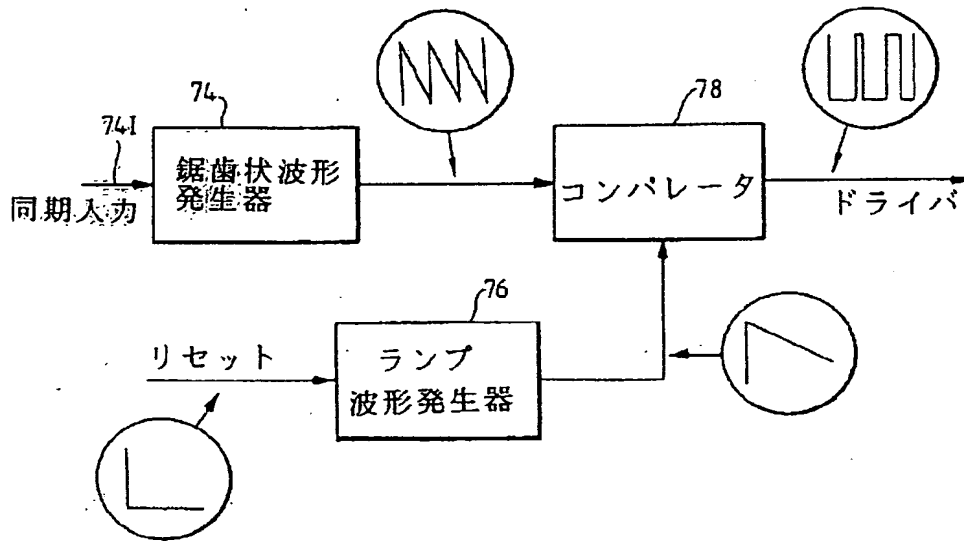 74
78
74I
鋸歯状波形
発生器
コンパレータ
同期入力
ドライバ
76
リセット
ランプ
波形発生器